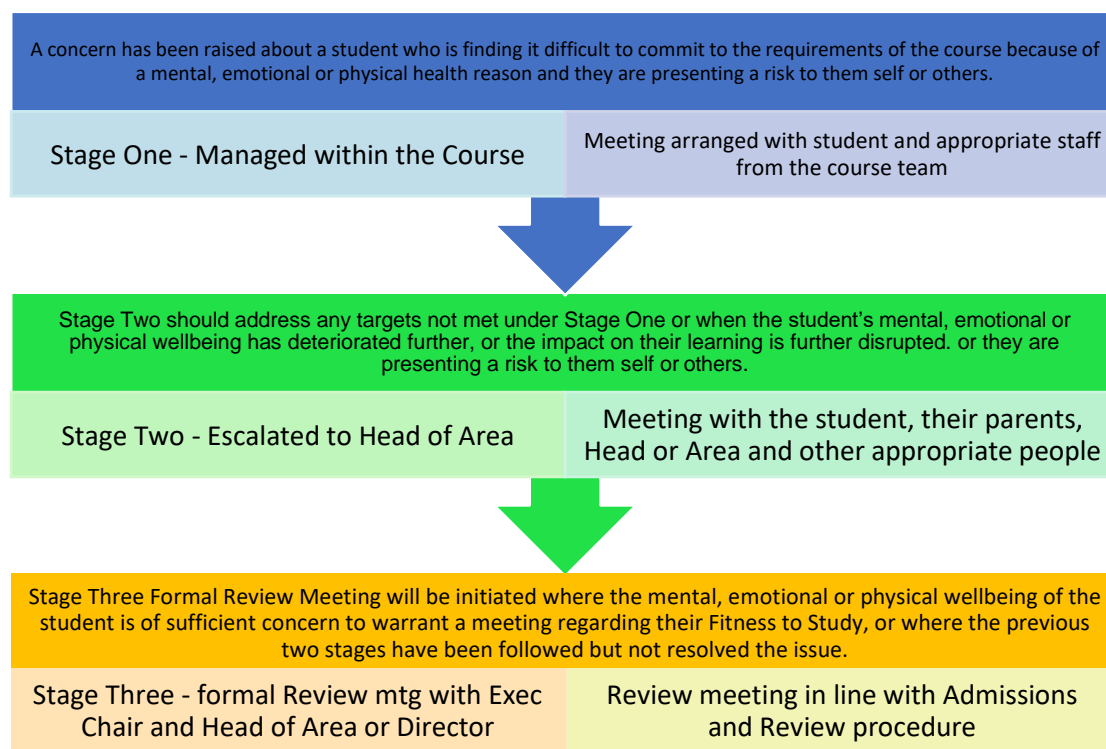 A concern has been raised about a student who is finding it difficult to commit to the requirements of the course because of
a mental, emotional or physical health reason and they are presenting a risk to them self or others.
Stage One - Managed within the Course
Meeting arranged with student and appropriate staff
from the course team
Stage Two should address any targets not met under Stage One or when the student's mental, emotional or
physical wellbeing has deteriorated further, or the impact on their learning is further disrupted. or they are
presenting a risk to them self or others.
Stage Two - Escalated to Head of Area
Meeting with the student, their parents,
Head or Area and other appropriate people
Stage Three Formal Review Meeting will be initiated where the mental, emotional or physical wellbeing of the
student is of sufficient concern to warrant a meeting regarding their Fitness to Study, or where the previous
two stages have been followed but not resolved the issue.
Stage Three - formal Review mtg with Exec
Chair and Head of Area or Director
Review meeting in line with Admissions
and Review procedure